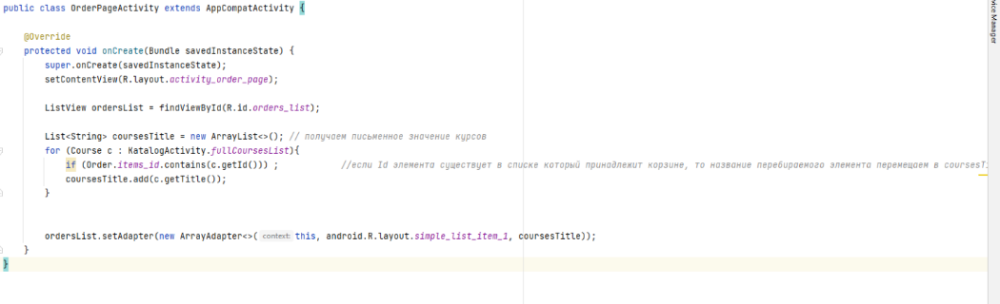 public class OrderPageActivity extends AppCompatActivity {
@Override
protected void onCreate(Bundle savedInstanceState) {
super.onCreate(savedInstanceState);
setContentView(R.layout.activity_order_page);
ListView ordersList = findViewById(R.id.orders_list);
List<String> coursesTitle = new ArrayList<>(); // получаем письменное значение курсов
for (Course c : KatalogActivity.fullCoursesList){
if (Order.items_id.contains(c.getId())) ; //если Id элемента существует в списке который принадлежит корзине, то название перебираемого элемента перемещаем в coursesTi
coursesTitle.add(c.getTitle());
}
ordersList.setAdapter(new ArrayAdapter<>( context: this, android.R.layout.simple_list_item_1, coursesTitle));
}
}
vice Manager